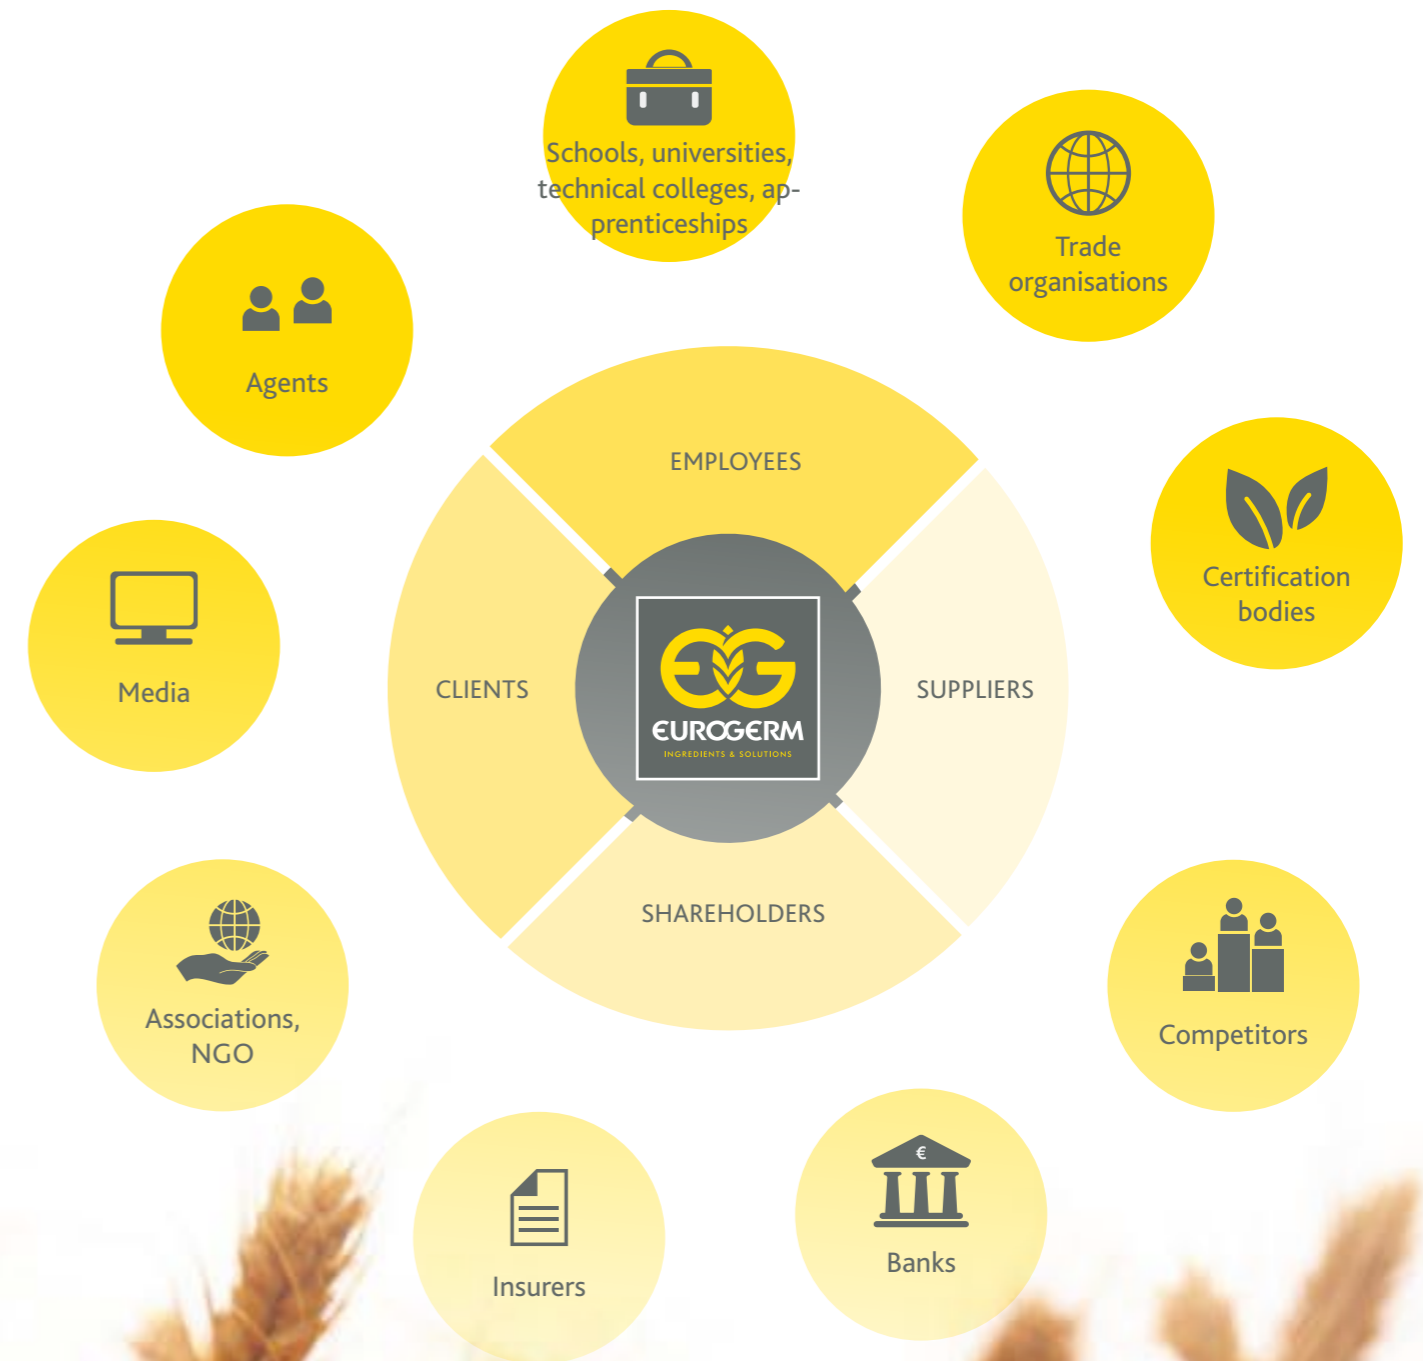 Schools, universities,
technical colleges, ap-
prenticeships
Trade
organisations
Agents
EMPLOYEES
Certification
bodies
Media
CLIENTS
EUROGERM
INGREDIENTS & SOLUTIONS
SUPPLIERS
SHAREHOLDERS
Associations,
NGO
Competitors
€
Banks
Insurers